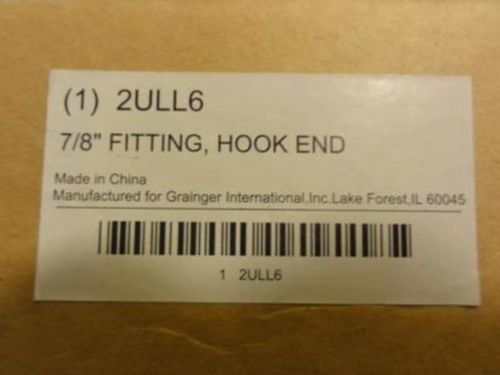 (1) 2ULL6
7/8" FITTING, HOOK END
Made in China
Manufactured for Grainger International,Inc.Lake Forest,IL 60045
1 2ULL6